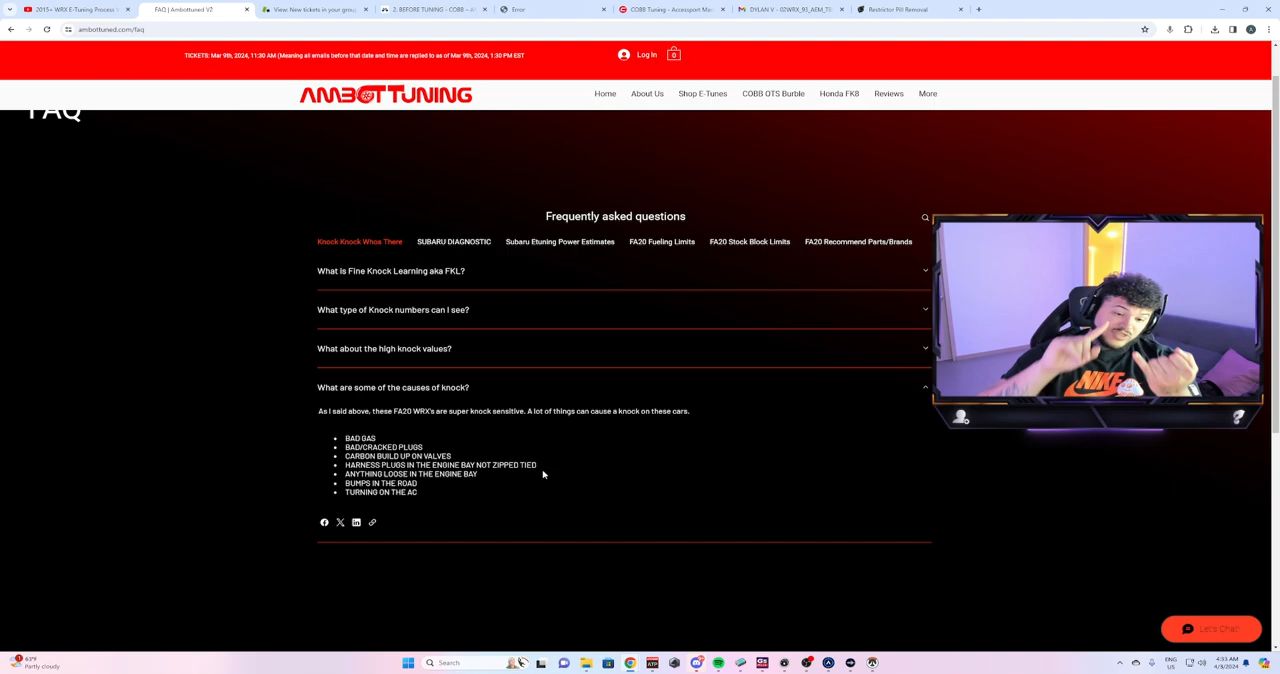 2015+ WRX E-Tuning Process
FAQ | Ambottuned V2
View: New tickets in your grou
2. BEFORE TUNING - COBB
Error
COBB Tuning - Accessport Man
DYLAN V - 02WRX_93_AEM_T
Restrictor Pill Removal
ambottuned.com/faq
TICKETS: Mar 9th, 2024, 11:30 AM (Meaning all emails before that date and time are replied to as of Mar 9th, 2024, 1:30 PM EST
Log In
0
AMBOT TUNING
Home
About Us
Shop E-Tunes
COBB OTS Burble
Honda FK8
Reviews
More
FAQ
Frequently asked questions
Knock Knock Whos There
SUBARU DIAGNOSTIC
Subaru Etuning Power Estimates
FA20 Fueling Limits
FA20 Stock Block Limits
FA20 Recommend Parts/Brands
What is Fine Knock Learning aka FKL?
What type of Knock numbers can I see?
What about the high knock values?
What are some of the causes of knock?
As I said above, these FA20 WRX's are super knock sensitive. A lot of things can cause a knock on these cars.
BAD GAS
BAD/CRACKED PLUGS
CARBON BUILD UP ON VALVES
HARNESS PLUGS IN THE ENGINE BAY NOT ZIPPED TIED
ANYTHING LOOSE IN THE ENGINE BAY
BUMPS IN THE ROAD
TURNING ON THE AC
NIKE
Let's Chat!
63°F
Partly cloudy
Search
ENG
US
4:33 AM
4/3/2024